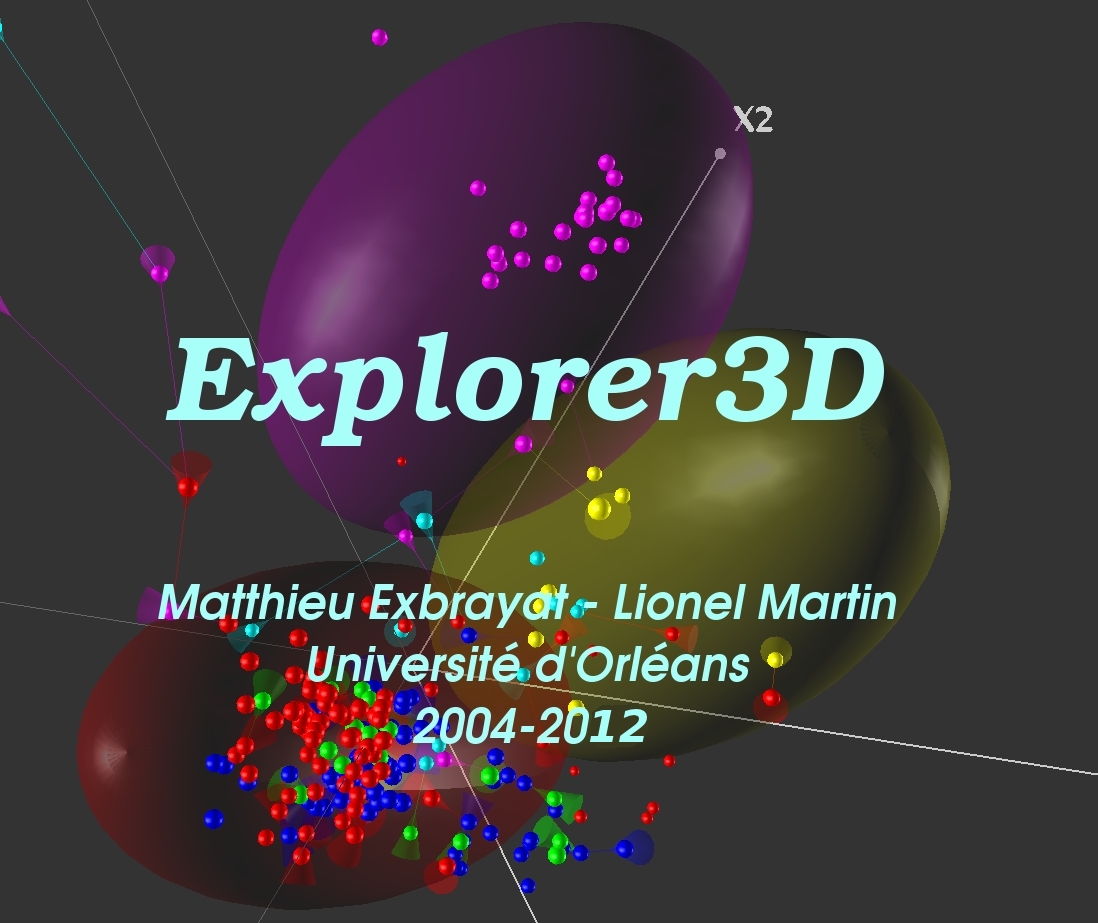 X2
Explorer3D
Matthieu Exbrayat - Lionel Martin
Université d'Orléans
2004-2012